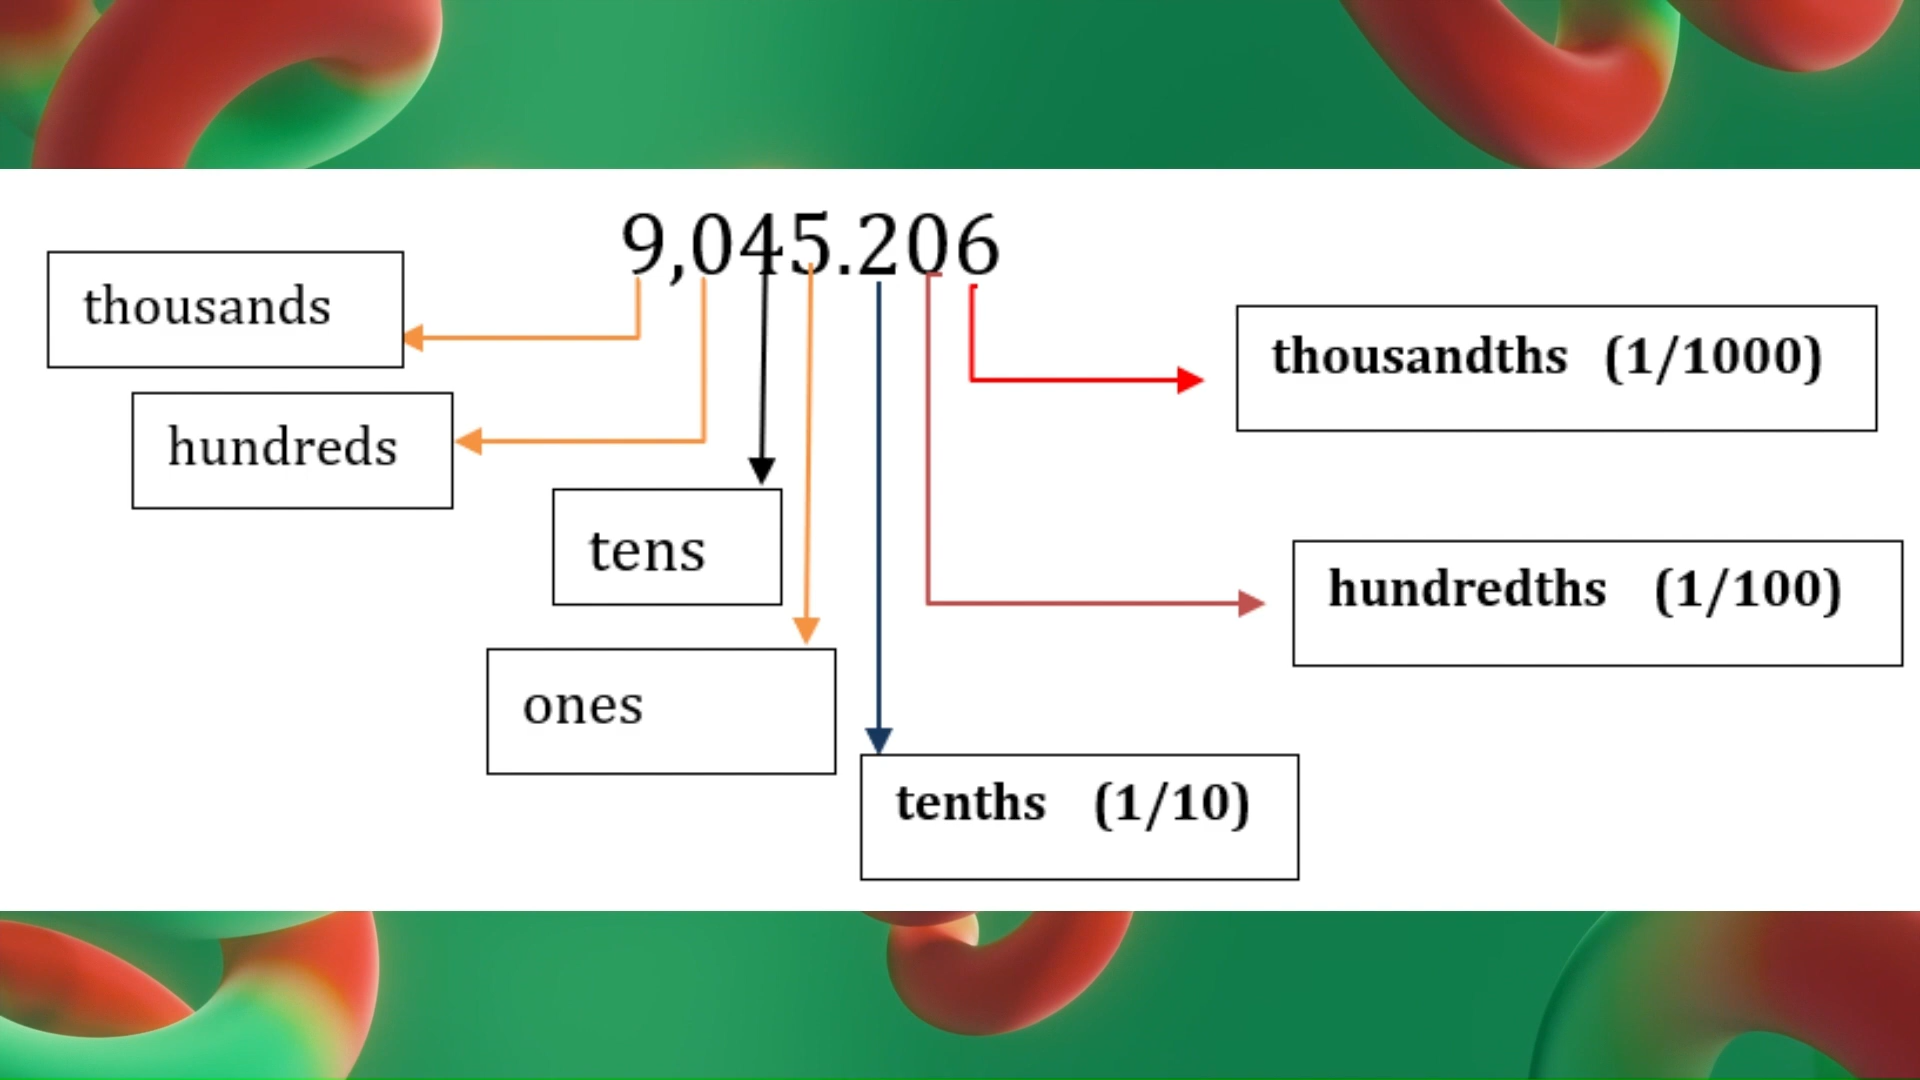 9,045.206
thousands
thousandths (1/1000)
hundreds
tens
hundredths (1/100)
ones
tenths (1/10)